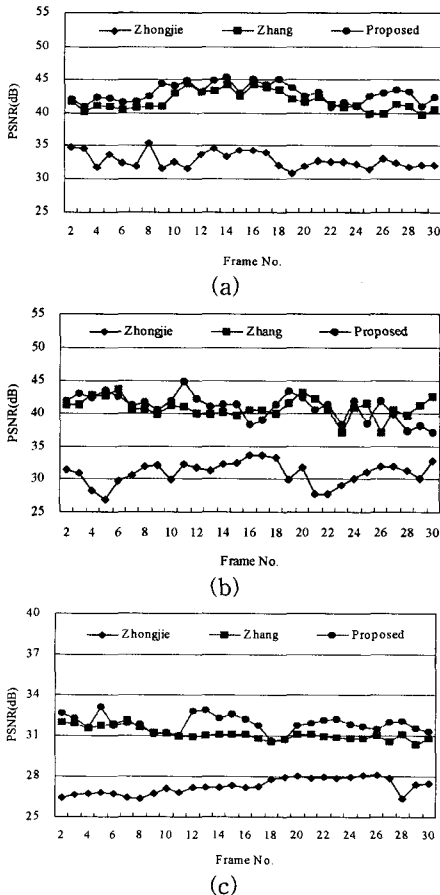 55
Zhongjie Zhang Proposed
50
45
40
35
30
25
PSNR(dB)
2 4 6 8 10 12 14 16 18 20 22 24 26 28 30
Frame No.
(a)
55
Zhongjie Zhang Proposed
50
45
40
35
30
25
PSNR(dB)
2 4 6 8 10 12 14 16 18 20 22 24 26 28 30
Frame No.
(b)
40
Zhongjie Zhang Proposed
37
34
31
28
25
PSNR(dB)
2 4 6 8 10 12 14 16 18 20 22 24 26 28 30
Frame No.
(c)